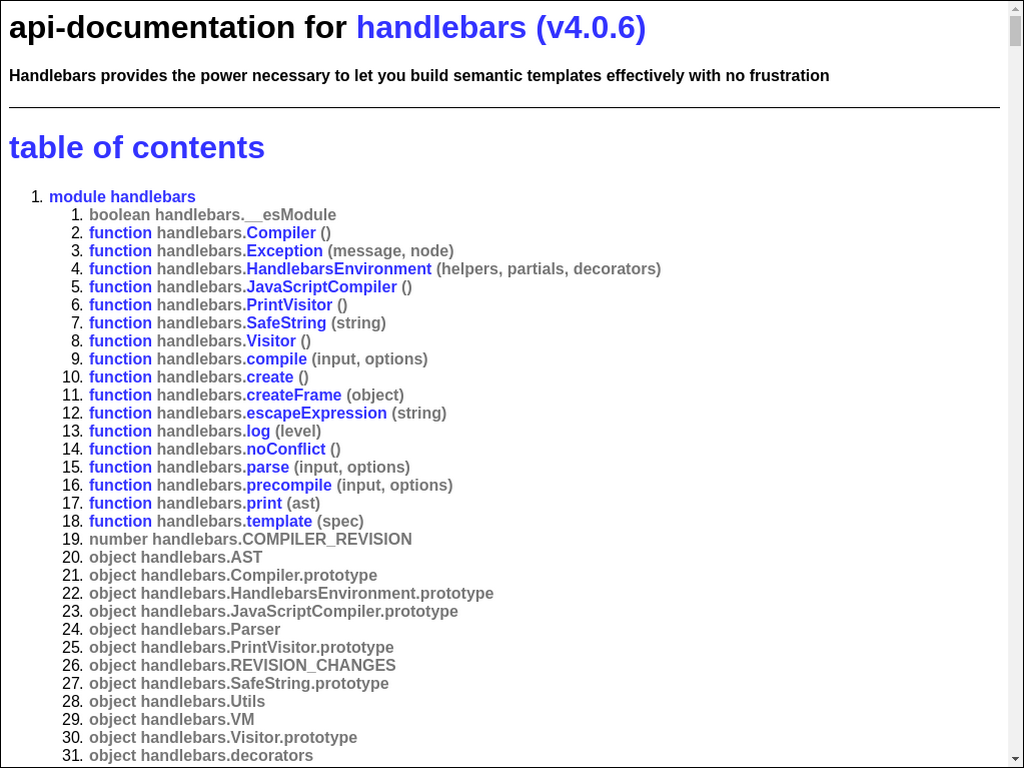 api-documentation for handlebars (v4.0.6)
Handlebars provides the power necessary to let you build semantic templates effectively with no frustration
table of contents
1. module handlebars
1. boolean handlebars.__esModule
2. function handlebars.Compiler ()
3. function handlebars.Exception (message, node)
4. function handlebars.HandlebarsEnvironment (helpers, partials, decorators)
5. function handlebars.JavaScriptCompiler ()
6. function handlebars.PrintVisitor ()
7. function handlebars.SafeString (string)
8. function handlebars.Visitor ()
9. function handlebars.compile (input, options)
10. function handlebars.create ()
11. function handlebars.createFrame (object)
12. function handlebars.escapeExpression (string)
13. function handlebars.log (level)
14. function handlebars.noConflict ()
15. function handlebars.parse (input, options)
16. function handlebars.precompile (input, options)
17. function handlebars.print (ast)
18. function handlebars.template (spec)
19. number handlebars.COMPILER_REVISION
20. object handlebars.AST
21. object handlebars.Compiler.prototype
22. object handlebars.HandlebarsEnvironment.prototype
23. object handlebars.JavaScriptCompiler.prototype
24. object handlebars.Parser
25. object handlebars.PrintVisitor.prototype
26. object handlebars.REVISION_CHANGES
27. object handlebars.SafeString.prototype
28. object handlebars.Utils
29. object handlebars.VM
30. object handlebars.Visitor.prototype
31. object handlebars.decorators